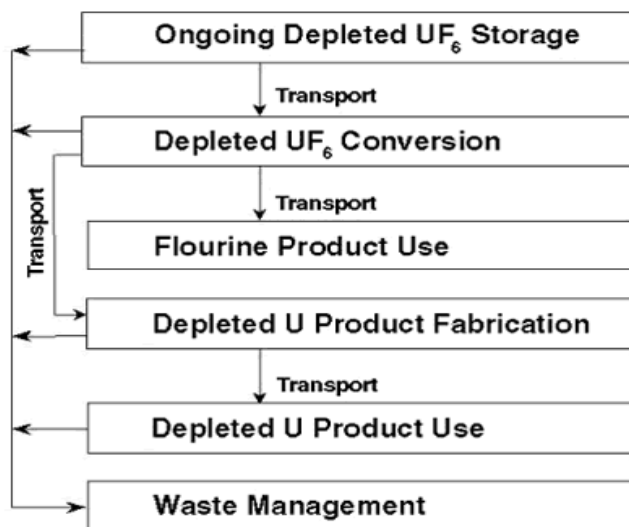 Ongoing Depleted UF₆ Storage
Transport
Depleted UF₆ Conversion
Transport
Flourine Product Use
Transport
Depleted U Product Fabrication
Transport
Depleted U Product Use
Waste Management